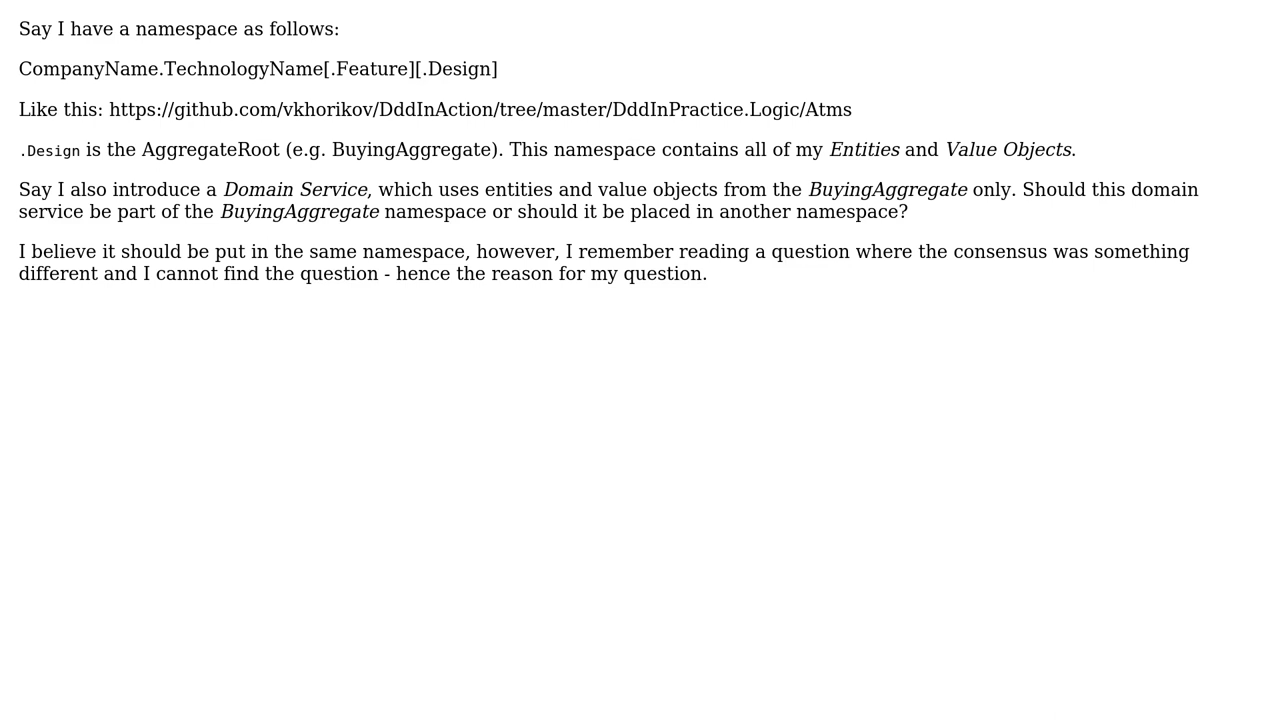 Say I have a namespace as follows:
CompanyName.TechnologyName[.Feature][.Design]
Like this: https://github.com/vkhorikov/DddInAction/tree/master/DddInPractice.Logic/Atms
.Design is the AggregateRoot (e.g. BuyingAggregate). This namespace contains all of my Entities and Value Objects.
Say I also introduce a Domain Service, which uses entities and value objects from the BuyingAggregate only. Should this domain
service be part of the BuyingAggregate namespace or should it be placed in another namespace?
I believe it should be put in the same namespace, however, I remember reading a question where the consensus was something
different and I cannot find the question - hence the reason for my question.